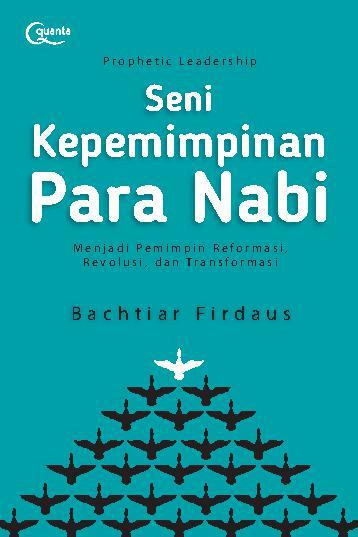 Quanta
Prophetic Leadership
Seni
Kepemimpinan
Para Nabi
Menjadi Pemimpin Reformasi,
Revolusi, dan Transformasi
Bachtiar Firdaus